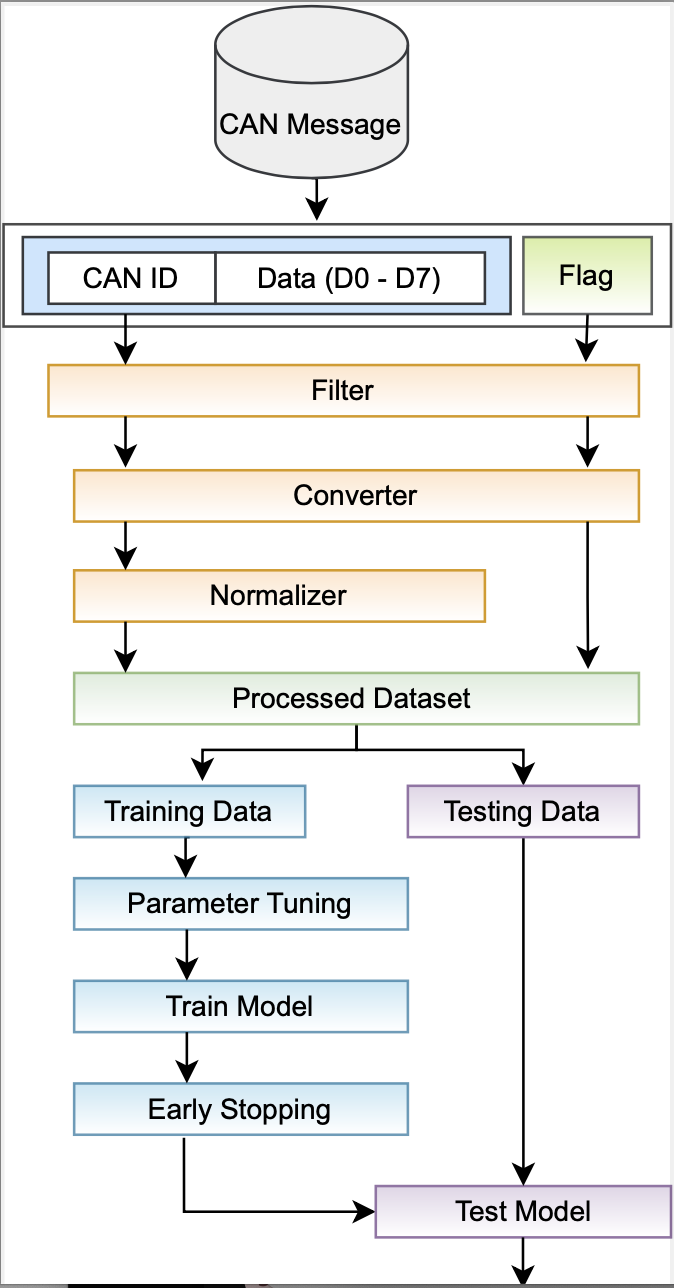 CAN Message
CAN ID
Data (D0 - D7)
Flag
Filter
Converter
Normalizer
Processed Dataset
Training Data
Testing Data
Parameter Tuning
Train Model
Early Stopping
Test Model